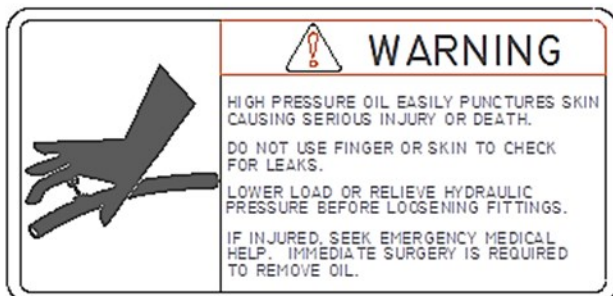 WARNING
HIGH PRESSURE OIL EASILY PUNCTURES SKIN
CAUSING SERIOUS INJURY OR DEATH.
DO NOT USE FINGER OR SKIN TO CHECK
FOR LEAKS.
LOWER LOAD OR RELIEVE HYDRAULIC
PRESSURE BEFORE LOOSENING FITTINGS.
IF INJURED, SEEK EMERGENCY MEDICAL
HELP. IMMEDIATE SURGERY IS REQUIRED
TO REMOVE OIL.